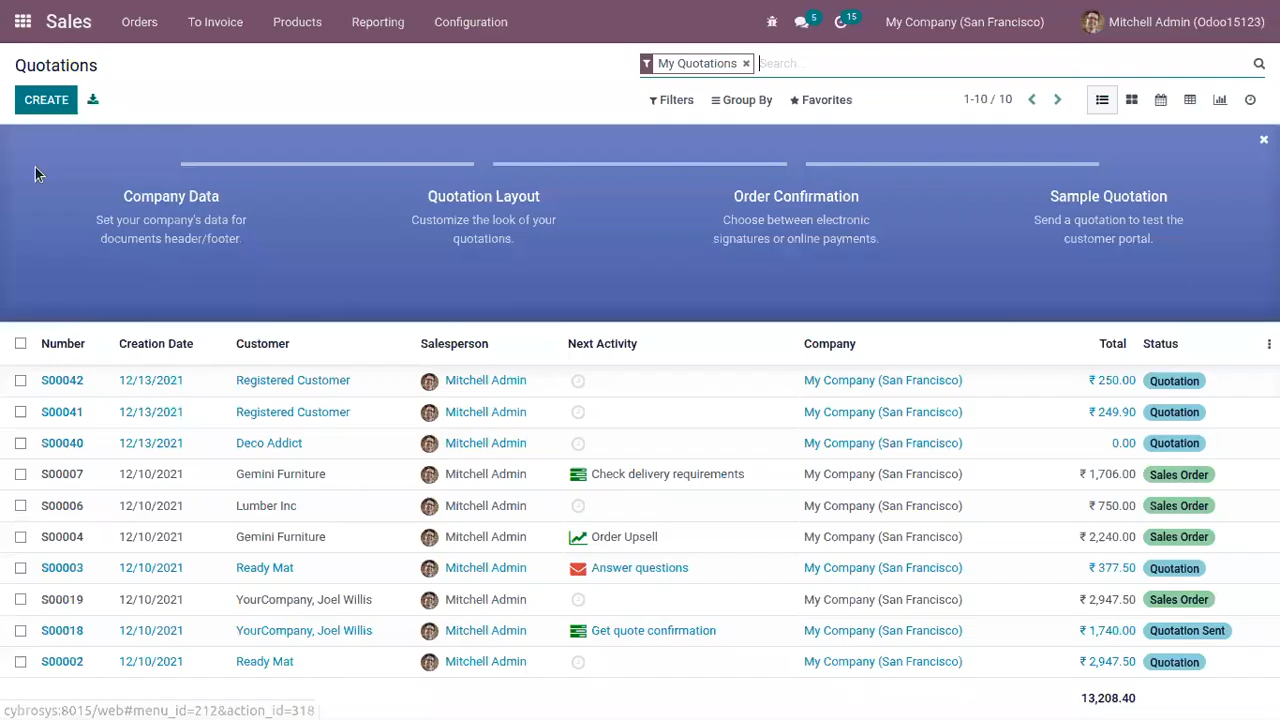 Sales Orders To Invoice Products Reporting Configuration 5 15 My Company (San Francisco) Mitchell Admin (Odoo15123)
Quotations My Quotations × Search...
CREATE Filters Group By Favorites 1-10 / 10
Company Data Quotation Layout Order Confirmation Sample Quotation
Set your company's data for Customize the look of your Choose between electronic Send a quotation to test the
documents header/footer. quotations. signatures or online payments. customer portal.
Number Creation Date Customer Salesperson Next Activity Company Total Status
S00042 12/13/2021 Registered Customer Mitchell Admin My Company (San Francisco) ₹ 250.00 Quotation
S00041 12/13/2021 Registered Customer Mitchell Admin My Company (San Francisco) ₹ 249.90 Quotation
S00040 12/13/2021 Deco Addict Mitchell Admin My Company (San Francisco) 0.00 Quotation
S00007 12/10/2021 Gemini Furniture Mitchell Admin Check delivery requirements My Company (San Francisco) ₹ 1,706.00 Sales Order
S00006 12/10/2021 Lumber Inc Mitchell Admin My Company (San Francisco) ₹ 750.00 Sales Order
S00004 12/10/2021 Gemini Furniture Mitchell Admin Order Upsell My Company (San Francisco) ₹ 2,240.00 Sales Order
S00003 12/10/2021 Ready Mat Mitchell Admin Answer questions My Company (San Francisco) ₹ 377.50 Quotation
S00019 12/10/2021 YourCompany, Joel Willis Mitchell Admin My Company (San Francisco) ₹ 2,947.50 Sales Order
S00018 12/10/2021 YourCompany, Joel Willis Mitchell Admin Get quote confirmation My Company (San Francisco) ₹ 1,740.00 Quotation Sent
S00002 12/10/2021 Ready Mat Mitchell Admin My Company (San Francisco) ₹ 2,947.50 Quotation
13,208.40
cybrosys:8015/web#menu_id=212&action_id=318